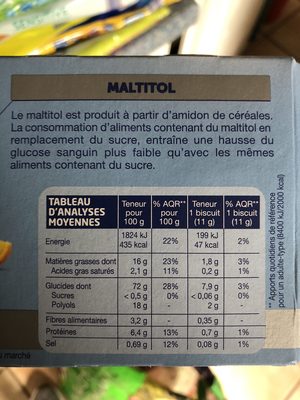 MALTITOL
Le maltitol est produit à partir d'amidon de céréales.
La consommation d'aliments contenant du maltitol en
remplacement du sucre, entraîne une hausse du
glucose sanguin plus faible qu'avec les mêmes
aliments contenant du sucre.
TABLEAU D'ANALYSES MOYENNES | Teneur pour 100 g | % AQR** pour 100 g | Teneur 1 biscuit (11 g) | % AQR** 1 biscuit (11 g)
Energie | 1824 kJ 435 kcal | 22% | 199 kJ 47 kcal | 2%
Matières grasses dont | 16 g | 23% | 1,8 g | 3%
Acides gras saturés | 2,1 g | 11% | 0,2 g | 1%
Glucides dont | 72 g | 28% | 7,9 g | 3%
Sucres | < 0,5 g | 0% | < 0,06 g | 0%
Polyols | 18 g | - | 2 g | -
Fibres alimentaires | 3,2 g | - | 0,35 g | -
Protéines | 6,4 g | 13% | 0,7 g | 1%
Sel | 0,69 g | 12% | 0,08 g | 1%
** Apports quotidiens de référence
pour un adulte-type (8400 kJ/2000 kcal)
u marché